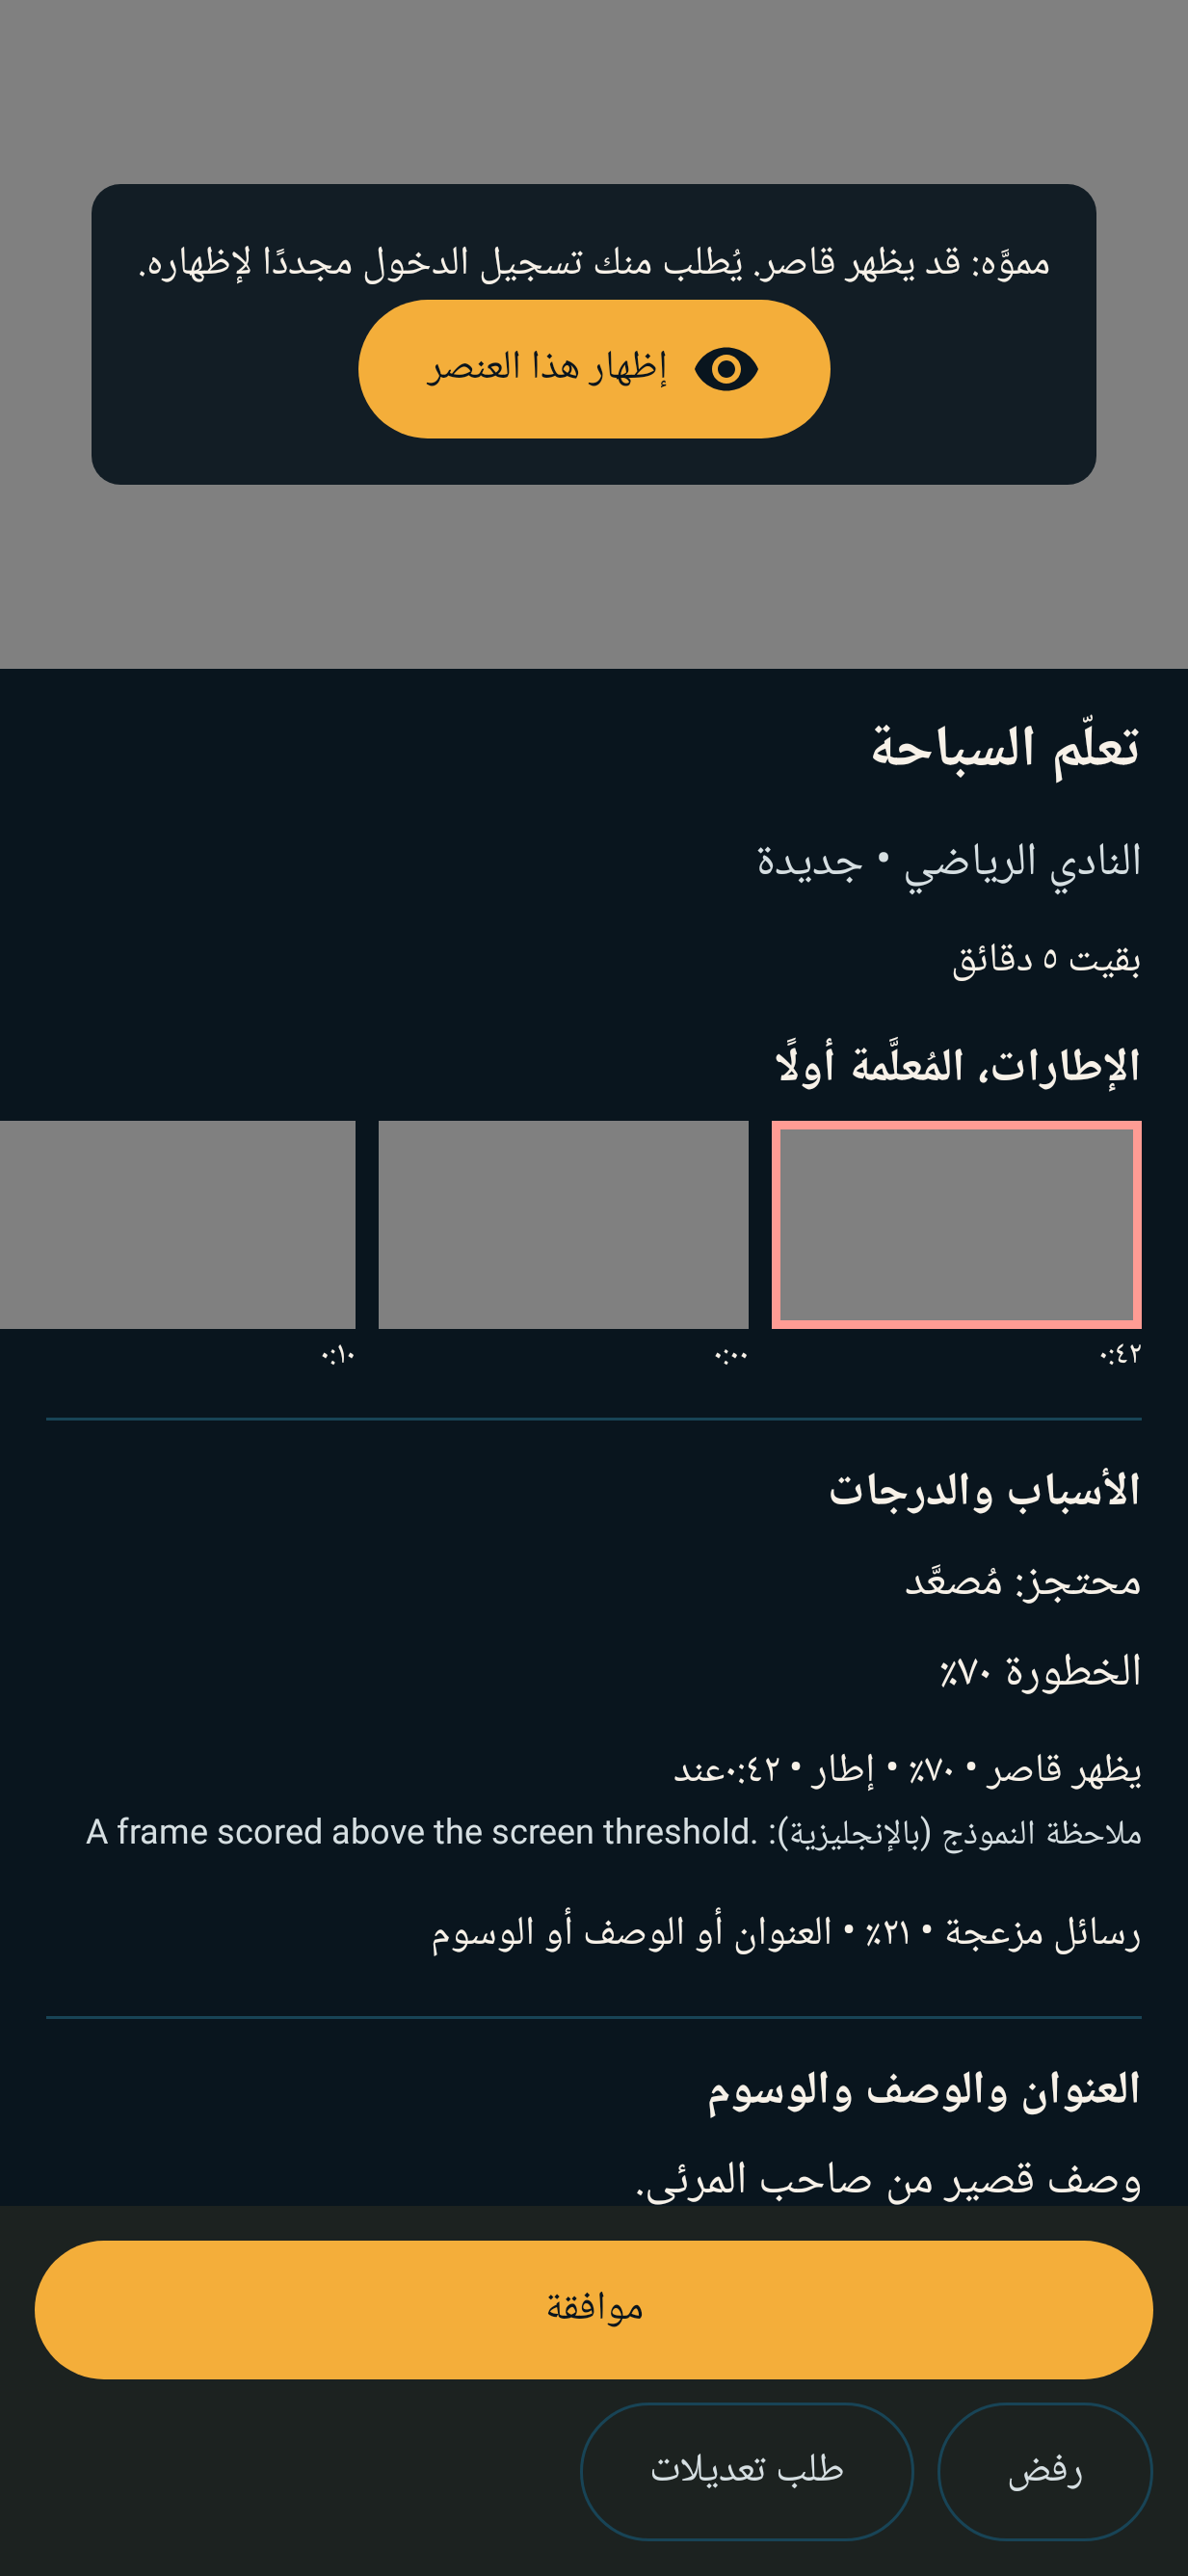 مموَّه: قد يظهر قاصر. يُطلب منك تسجيل الدخول مجددًا لإظهاره.
إظهار هذا العنصر
تعلّم السباحة
النادي الرياضي • جديدة
بقيت ٥ دقائق
الإطارات، المُعلَّمة أولًا
٠:٤٢
٠:٠٠
٠:١٠
الأسباب والدرجات
محتجز: مُصعَّد
الخطورة ٧٠٪
يظهر قاصر • ٧٠٪ • إطار • ٠:٤٢عند
ملاحظة النموذج (بالإنجليزية): A frame scored above the screen threshold.
رسائل مزعجة • ٢١٪ • العنوان أو الوصف أو الوسوم
العنوان والوصف والوسوم
وصف قصير من صاحب المرئي.
موافقة
رفض
طلب تعديلات